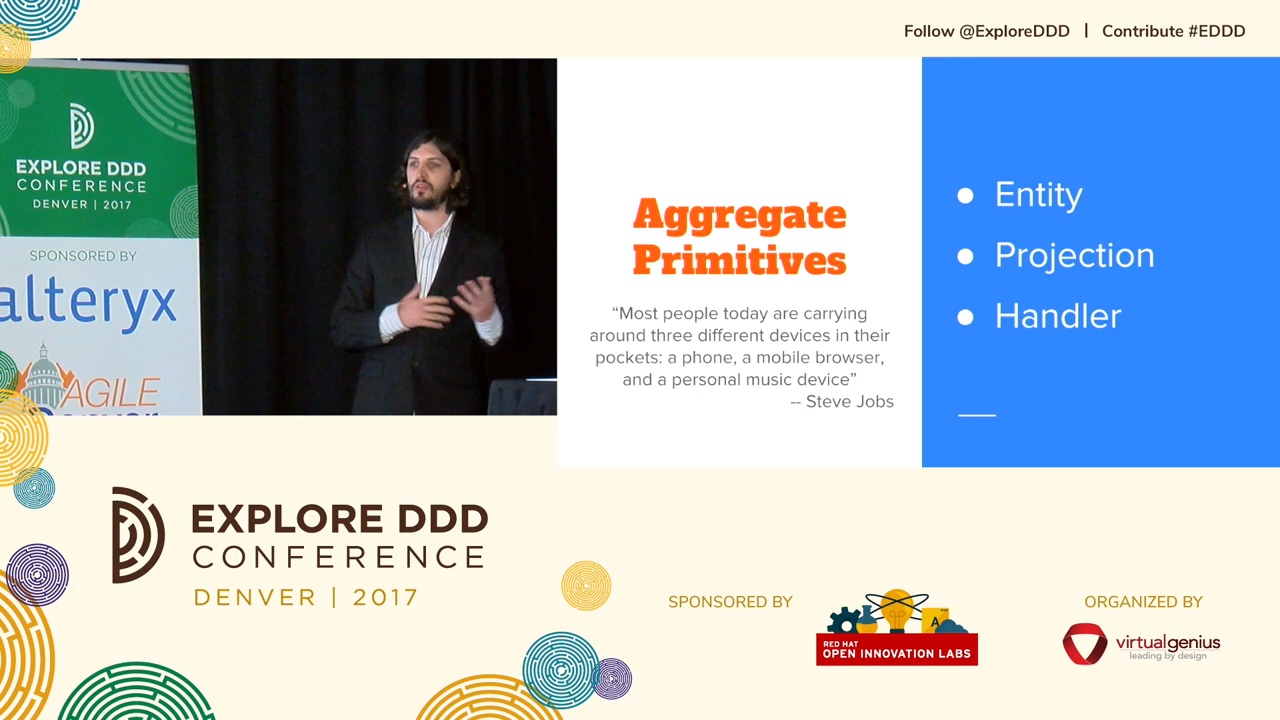 Follow @ExploreDDD | Contribute #EDDD
EXPLORE DDD
CONFERENCE
DENVER | 2017
SPONSORED BY
alteryx
AGILE
Denver
Aggregate
Primitives
“Most people today are carrying
around three different devices in their
pockets: a phone, a mobile browser,
and a personal music device”
-- Steve Jobs
● Entity
● Projection
● Handler
EXPLORE DDD
CONFERENCE
DENVER | 2017
SPONSORED BY
RED HAT
OPEN INNOVATION LABS
ORGANIZED BY
virtualgenius
leading by design